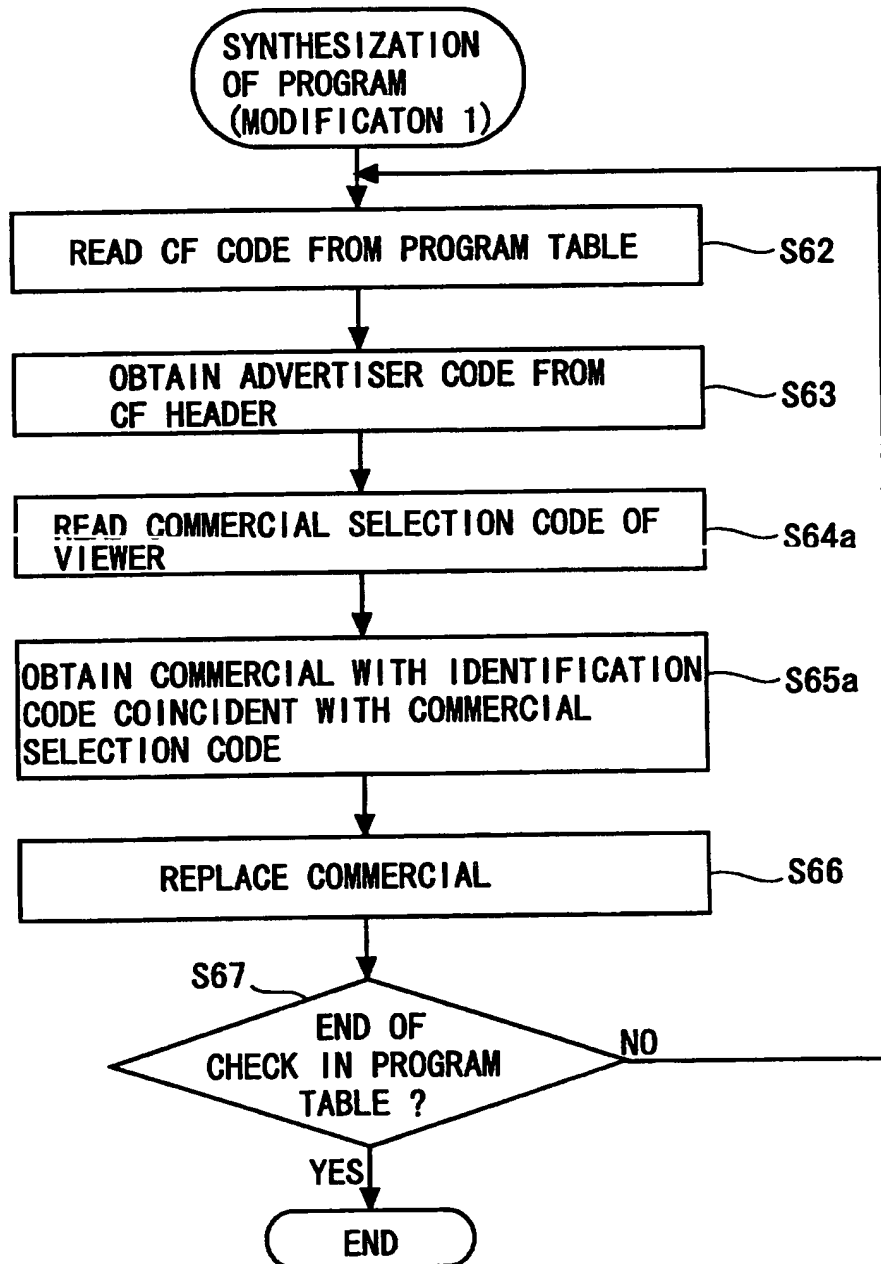 SYNTHESIZATION
OF PROGRAM
(MODIFICATON 1)
READ CF CODE FROM PROGRAM TABLE
S62
OBTAIN ADVERTISER CODE FROM
CF HEADER
S63
READ COMMERCIAL SELECTION CODE OF
VIEWER
S64a
OBTAIN COMMERCIAL WITH IDENTIFICATION
CODE COINCIDENT WITH COMMERCIAL
SELECTION CODE
S65a
REPLACE COMMERCIAL
S66
S67
END OF
CHECK IN PROGRAM
TABLE ?
NO
YES
END